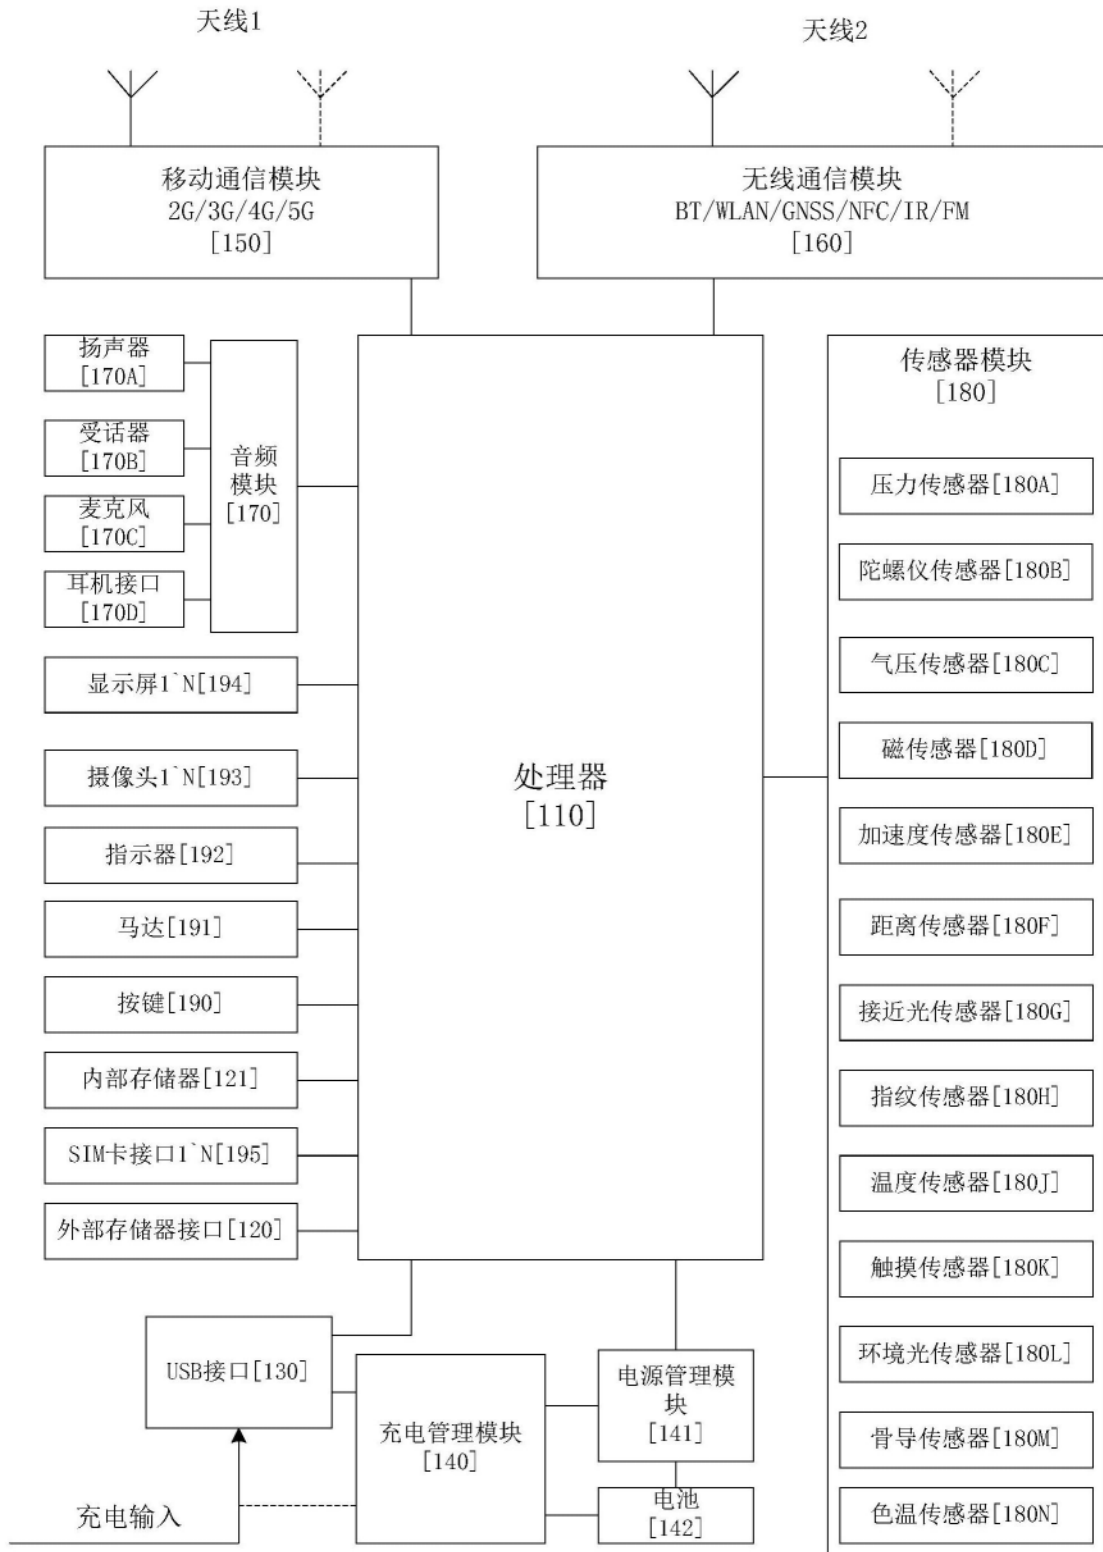 天线1
天线2
移动通信模块
2G/3G/4G/5G
[150]
无线通信模块
BT/WLAN/GNSS/NFC/IR/FM
[160]
扬声器
[170A]
受话器
[170B]
麦克风
[170C]
耳机接口
[170D]
音频
模块
[170]
显示屏1`N[194]
摄像头1`N[193]
指示器[192]
马达[191]
按键[190]
内部存储器[121]
SIM卡接口1`N[195]
外部存储器接口[120]
处理器
[110]
传感器模块
[180]
压力传感器[180A]
陀螺仪传感器[180B]
气压传感器[180C]
磁传感器[180D]
加速度传感器[180E]
距离传感器[180F]
接近光传感器[180G]
指纹传感器[180H]
温度传感器[180J]
触摸传感器[180K]
环境光传感器[180L]
骨导传感器[180M]
色温传感器[180N]
USB接口[130]
充电管理模块
[140]
电源管理模
块
[141]
电池
[142]
充电输入